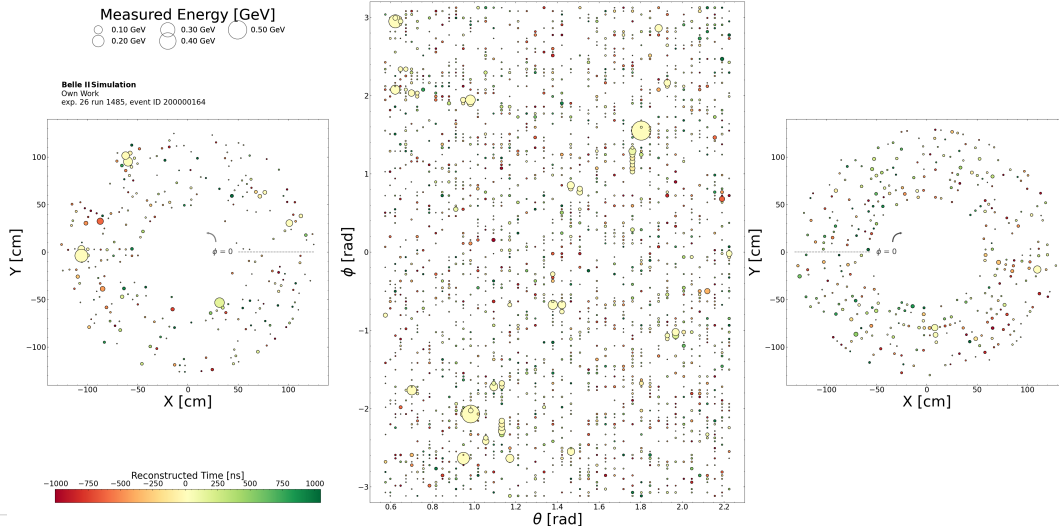 Measured Energy [GeV]
0.10 GeV 0.30 GeV 0.50 GeV
0.20 GeV 0.40 GeV
Belle II Simulation
Own Work
exp. 26 run 1485, event ID 200000164
Y [cm]
100
50
0
−50
−100
ϕ = 0
−100 −50 0 50 100
X [cm]
Reconstructed Time [ns]
−1000 −750 −500 −250 0 250 500 750 1000
ϕ [rad]
3
2
1
0
−1
−2
−3
0.6 0.8 1.0 1.2 1.4 1.6 1.8 2.0 2.2
θ [rad]
Y [cm]
100
50
0
−50
−100
ϕ = 0
−100 −50 0 50 100
X [cm]